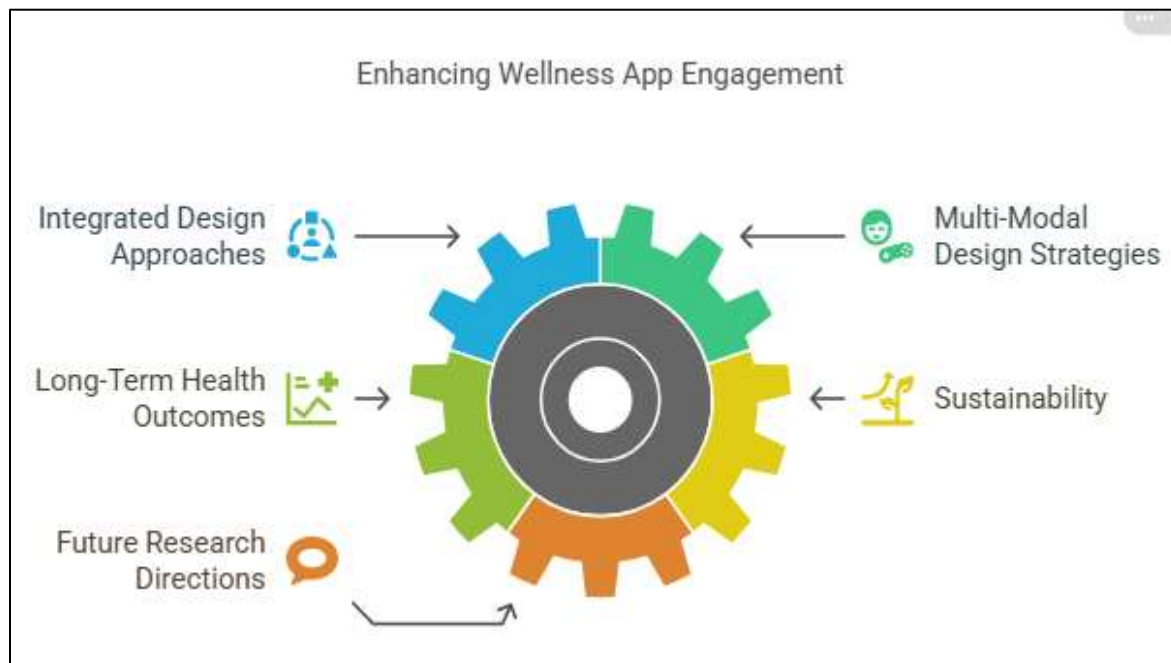 Enhancing Wellness App Engagement
Integrated Design
Approaches
Multi-Modal
Design Strategies
Long-Term Health
Outcomes
Sustainability
Future Research
Directions